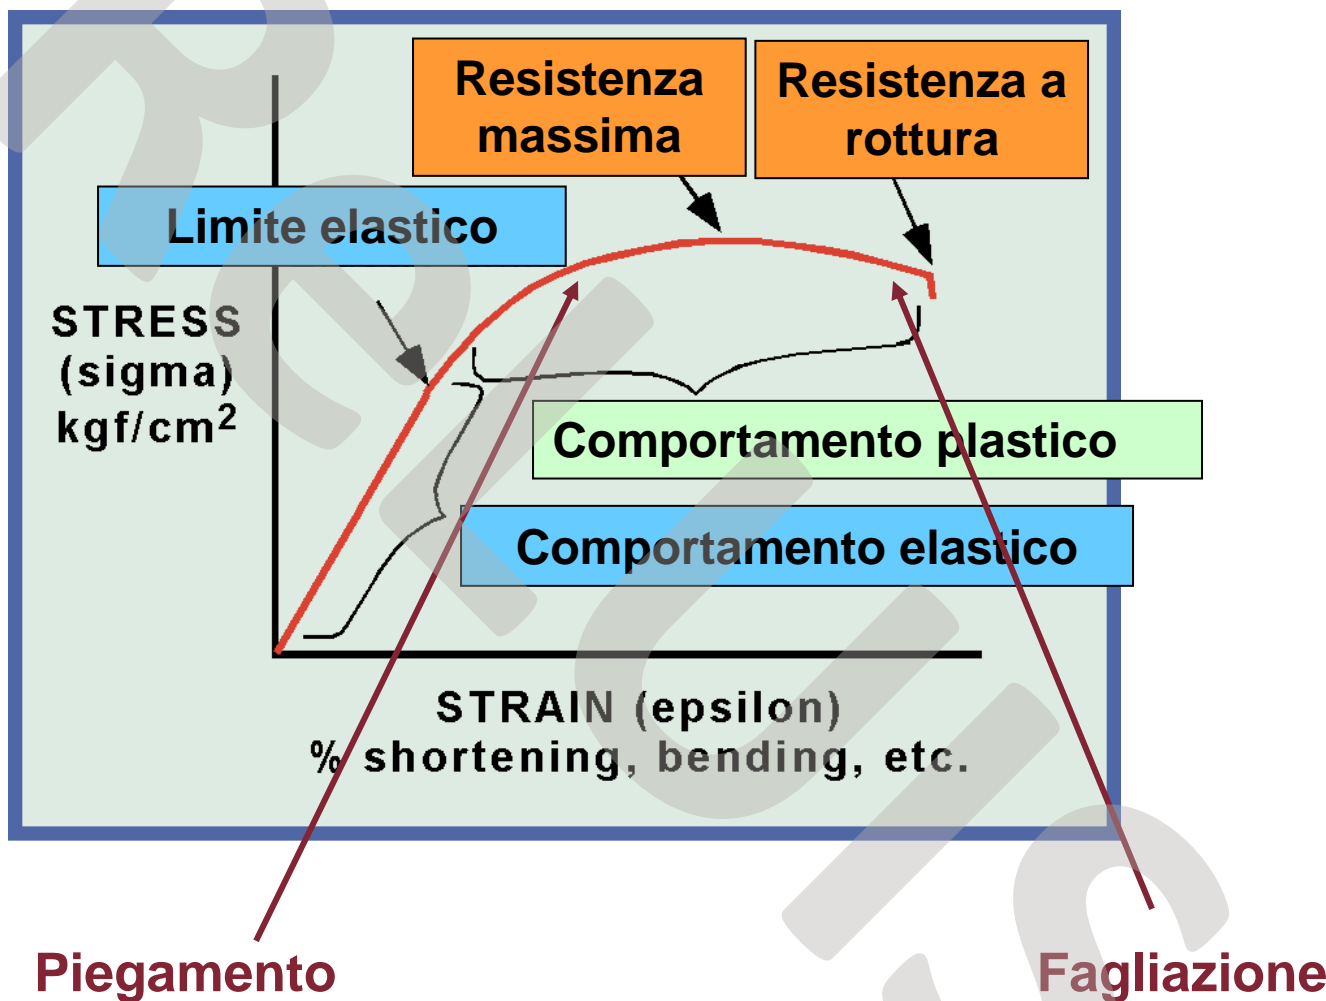 Resistenza
massima
Resistenza a
rottura
Limite elastico
STRESS
(sigma)
kgf/cm²
Comportamento plastico
Comportamento elastico
STRAIN (epsilon)
% shortening, bending, etc.
Piegamento
Fagliazione